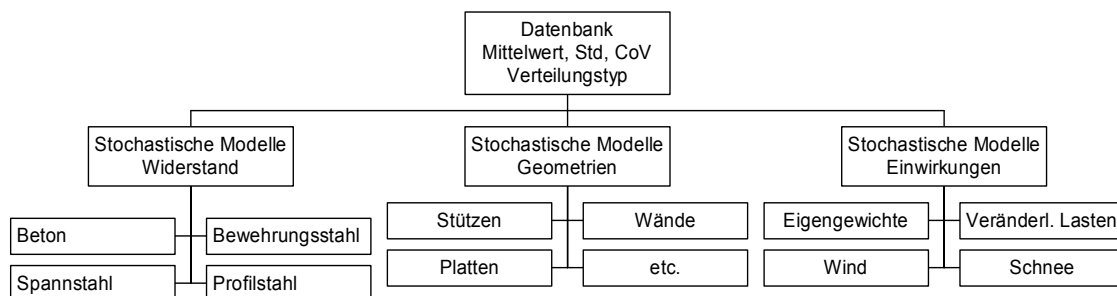 Datenbank
Mittelwert, Std, CoV
Verteilungstyp
Stochastische Modelle
Widerstand
Stochastische Modelle
Geometrien
Stochastische Modelle
Einwirkungen
Beton
Bewehrungsstahl
Spannstahl
Profilstahl
Stützen
Wände
Platten
etc.
Eigengewichte
Veränderl. Lasten
Wind
Schnee